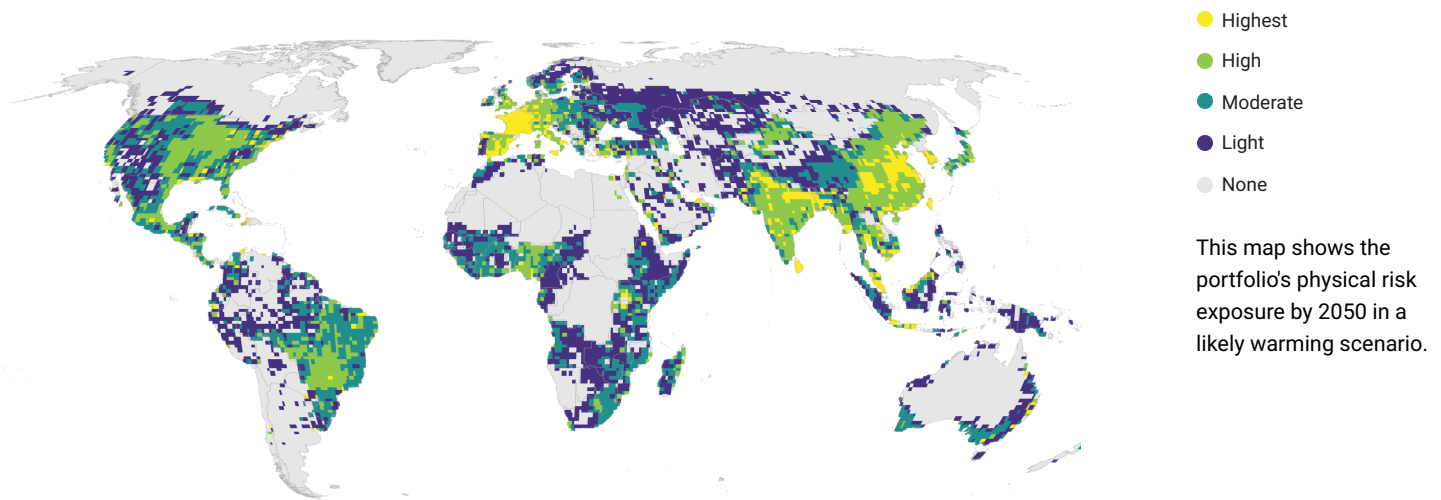 Highest
High
Moderate
Light
None
This map shows the
portfolio's physical risk
exposure by 2050 in a
likely warming scenario.